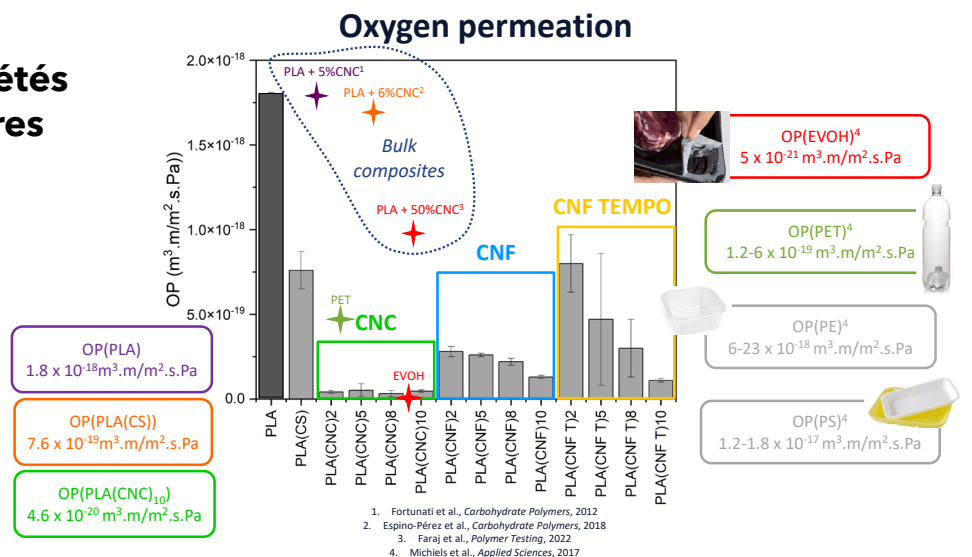 Oxygen permeation
étés
res
OP (m³.m/m².s.Pa))
2.0×10⁻¹⁸
1.5×10⁻¹⁸
1.0×10⁻¹⁸
5.0×10⁻¹⁹
0.0
PLA + 5%CNC¹
PLA + 6%CNC²
Bulk
composites
PLA + 50%CNC³
PET
CNC
EVOH
CNF
CNF TEMPO
PLA
PLA(CS)
PLA(CNC)2
PLA(CNC)5
PLA(CNC)8
PLA(CNC)10
PLA(CNF)2
PLA(CNF)5
PLA(CNF)8
PLA(CNF)10
PLA(CNF T)2
PLA(CNF T)5
PLA(CNF T)8
PLA(CNF T)10
OP(PLA)
1.8 x 10⁻¹⁸m³.m/m².s.Pa
OP(PLA(CS))
7.6 x 10⁻¹⁹m³.m/m².s.Pa
OP(PLA(CNC)₁₀)
4.6 x 10⁻²⁰ m³.m/m².s.Pa
OP(EVOH)⁴
5 x 10⁻²¹ m³.m/m².s.Pa
OP(PET)⁴
1.2-6 x 10⁻¹⁹ m³.m/m².s.Pa
OP(PE)⁴
6-23 x 10⁻¹⁸ m³.m/m².s.Pa
OP(PS)⁴
1.2-1.8 x 10⁻¹⁷ m³.m/m².s.Pa
1. Fortunati et al., Carbohydrate Polymers, 2012
2. Espino-Pérez et al., Carbohydrate Polymers, 2018
3. Faraj et al., Polymer Testing, 2022
4. Michiels et al., Applied Sciences, 2017